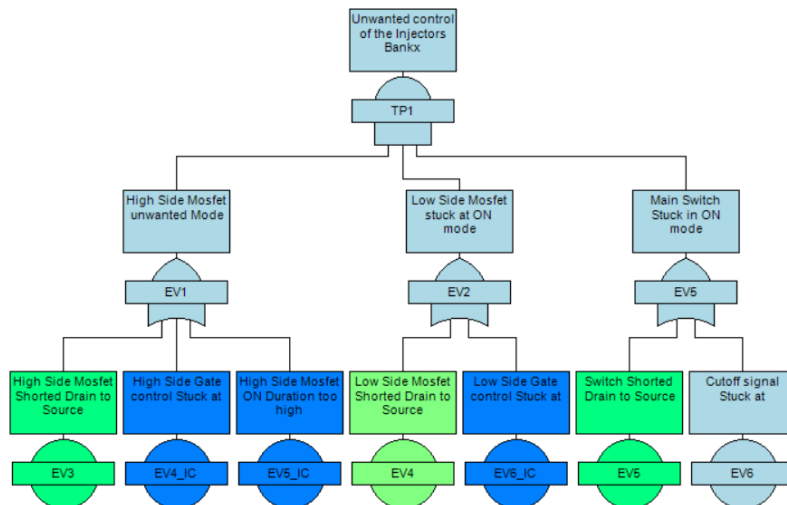 Unwanted control
of the Injectors
Bankx
TP1
High Side Mosfet
unwanted Mode
Low Side Mosfet
stuck at ON
mode
Main Switch
Stuck in ON
mode
EV1
EV2
EV5
High Side Mosfet
Shorted Drain to
Source
High Side Gate
control Stuck at
High Side Mosfet
ON Duration too
high
Low Side Mosfet
Shorted Drain to
Source
Low Side Gate
control Stuck at
Switch Shorted
Drain to Source
Cutoff signal
Stuck at
EV3
EV4_IC
EV5_IC
EV4
EV6_IC
EV5
EV6